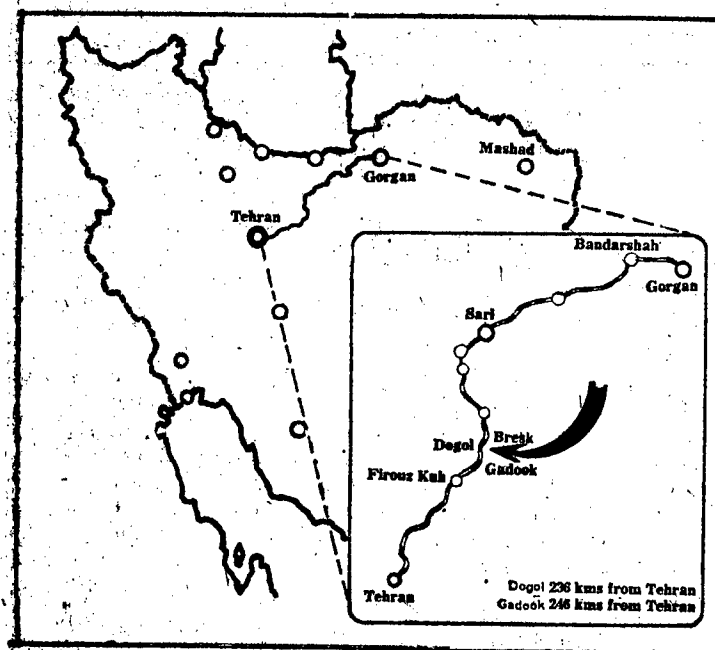 Mashad
Gorgan
Tehran
Bandarshah
Gorgan
Sari
Dogol
Break
Gadook
Firouz Kuh
Tehran
Dogol 236 kms from Tehran
Gadook 246 kms from Tehran